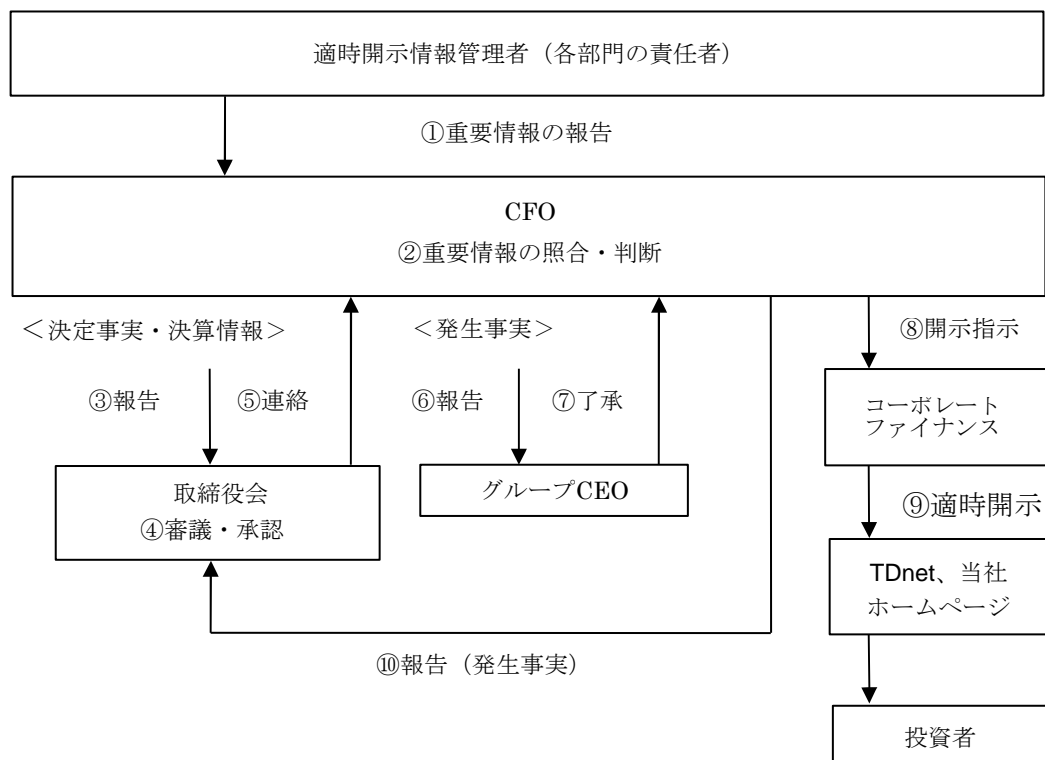 適時開示情報管理者（各部門の責任者）
①重要情報の報告
CFO
②重要情報の照合・判断
＜決定事実・決算情報＞
＜発生事実＞
⑧開示指示
③報告
⑤連絡
⑥報告
⑦了承
コーポレート
ファイナンス
取締役会
④審議・承認
グループCEO
⑨適時開示
TDnet、当社
ホームページ
⑩報告（発生事実）
投資者